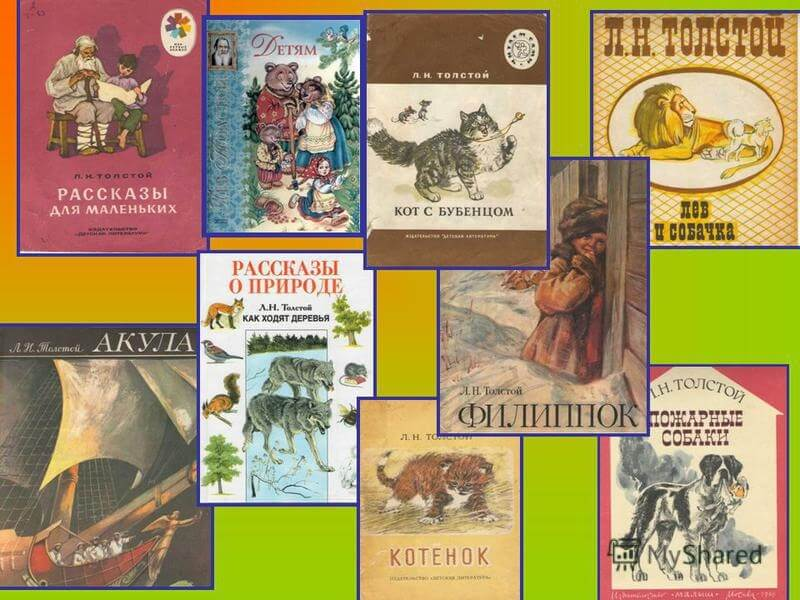 Л.Н.ТОЛСТОЙ
РАССКАЗЫ
ДЛЯ МАЛЕНЬКИХ
ИЗДАТЕЛЬСТВО
«ДЕТСКАЯ ЛИТЕРАТУРА»
ДЕТЯМ
Л.Н.ТОЛСТОЙ
КОТ С БУБЕНЦОМ
ИЗДАТЕЛЬСТВО "ДЕТСКАЯ ЛИТЕРАТУРА"
Л.Н.ТОЛСТОЙ
ЛЕВ
И СОБАЧКА
Л.Н.Толстой АКУЛА
РАССКАЗЫ
О ПРИРОДЕ
Л.Н.Толстой
КАК ХОДЯТ ДЕРЕВЬЯ
Л.Н.Толстой
ФИЛИППОК
Л.Н.ТОЛСТОЙ
КОТЕНОК
ИЗДАТЕЛЬСТВО «ДЕТСКАЯ ЛИТЕРАТУРА»
Л.Н.ТОЛСТОЙ
ПОЖАРНЫЕ
СОБАКИ
MyShared
Издательство «МАЛЫШ» Москва